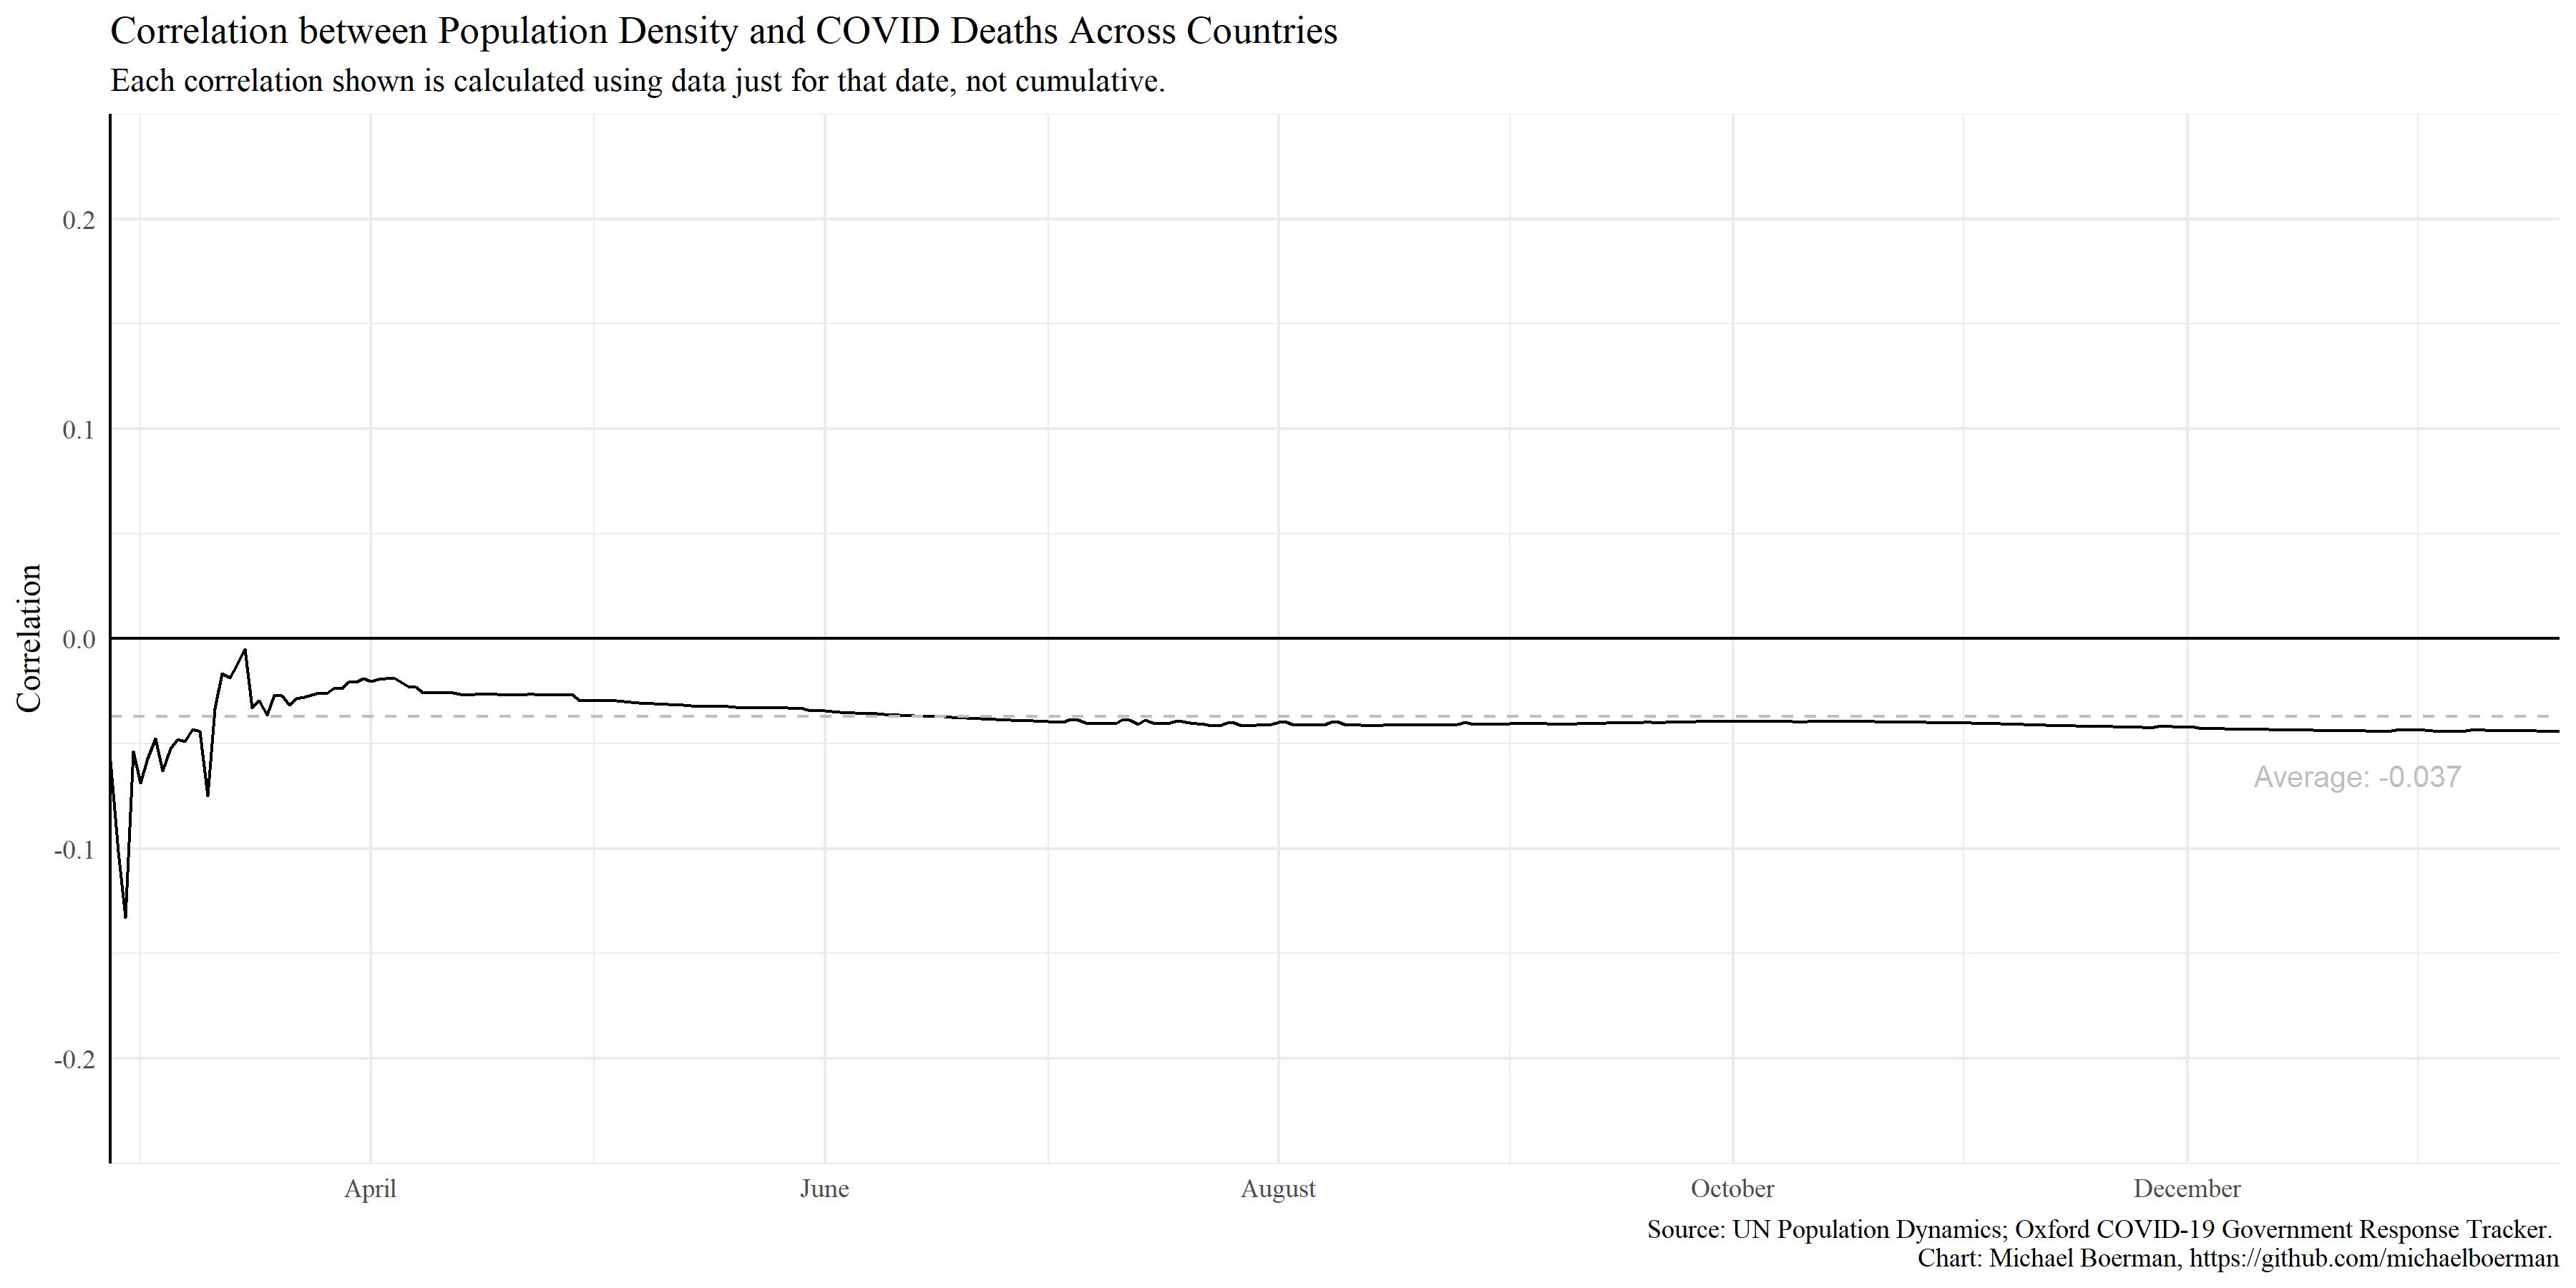 Correlation between Population Density and COVID Deaths Across Countries
Each correlation shown is calculated using data just for that date, not cumulative.
Correlation
0.2
0.1
0.0
-0.1
-0.2
Average: -0.037
April June August October December
Source: UN Population Dynamics; Oxford COVID-19 Government Response Tracker.
Chart: Michael Boerman, https://github.com/michaelboerman